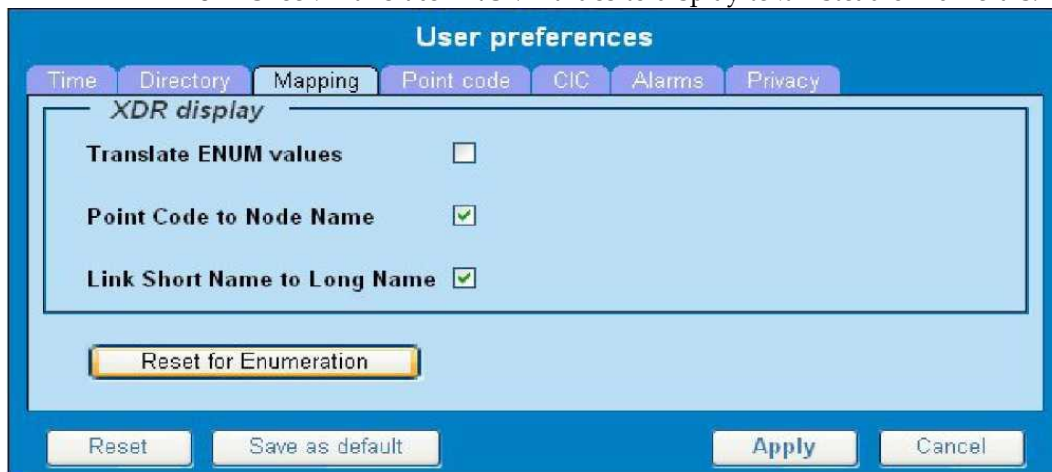 User preferences
Time Directory Mapping Point code CIC Alarms Privacy
XDR display
Translate ENUM values
Point Code to Node Name
Link Short Name to Long Name
Reset for Enumeration
Reset Save as default Apply Cancel